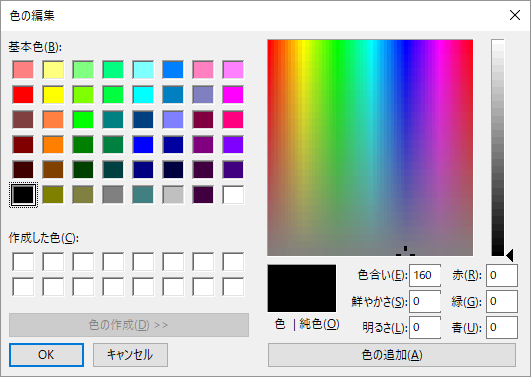 色の編集
基本色(B):
作成した色(C):
色の作成(D) >>
OK キャンセル
色 | 純色(O)
色合い(E): 160 赤(R): 0
鮮やかさ(S): 0 緑(G): 0
明るさ(L): 0 青(U): 0
色の追加(A)